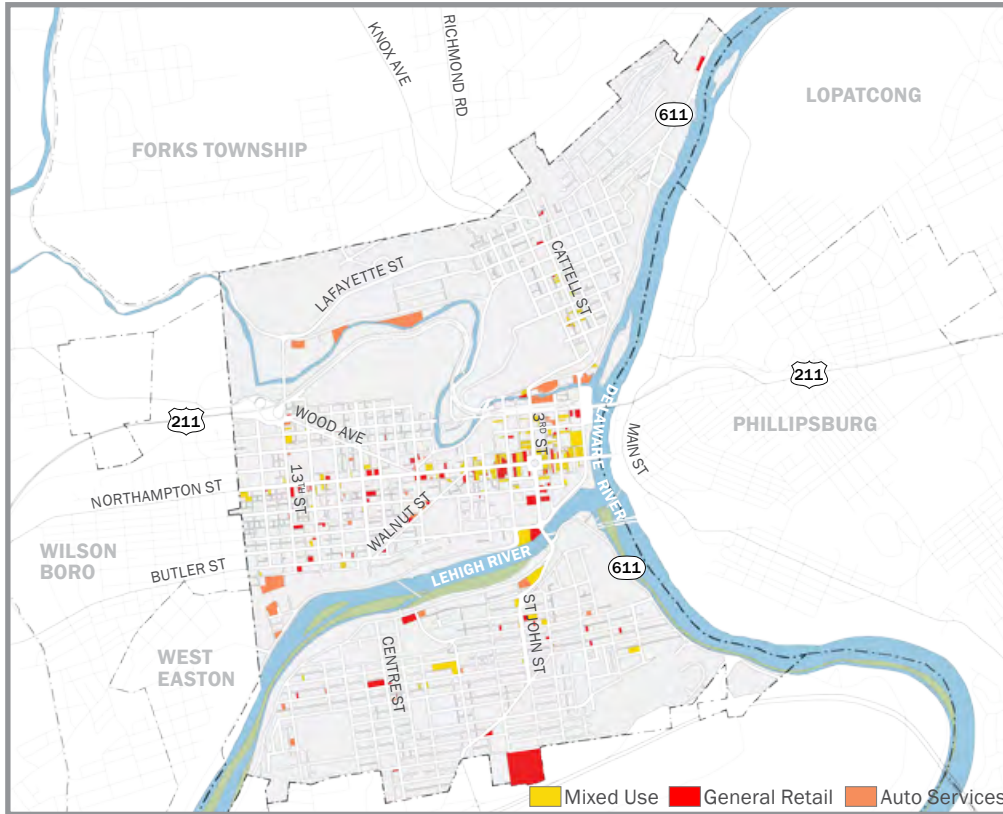 KNOX AVE
RICHMOND RD
LOPATCONG
611
FORKS TOWNSHIP
CATTELL ST
LAFAYETTE ST
211
211
WOOD AVE
3RD ST
DELAWARE RIVER
MAIN ST
PHILLIPSBURG
13TH ST
NORTHAMPTON ST
WALNUT ST
WILSON
BORO
BUTLER ST
LEHIGH RIVER
611
ST JOHN ST
CENTRE ST
WEST
EASTON
Mixed Use
General Retail
Auto Services